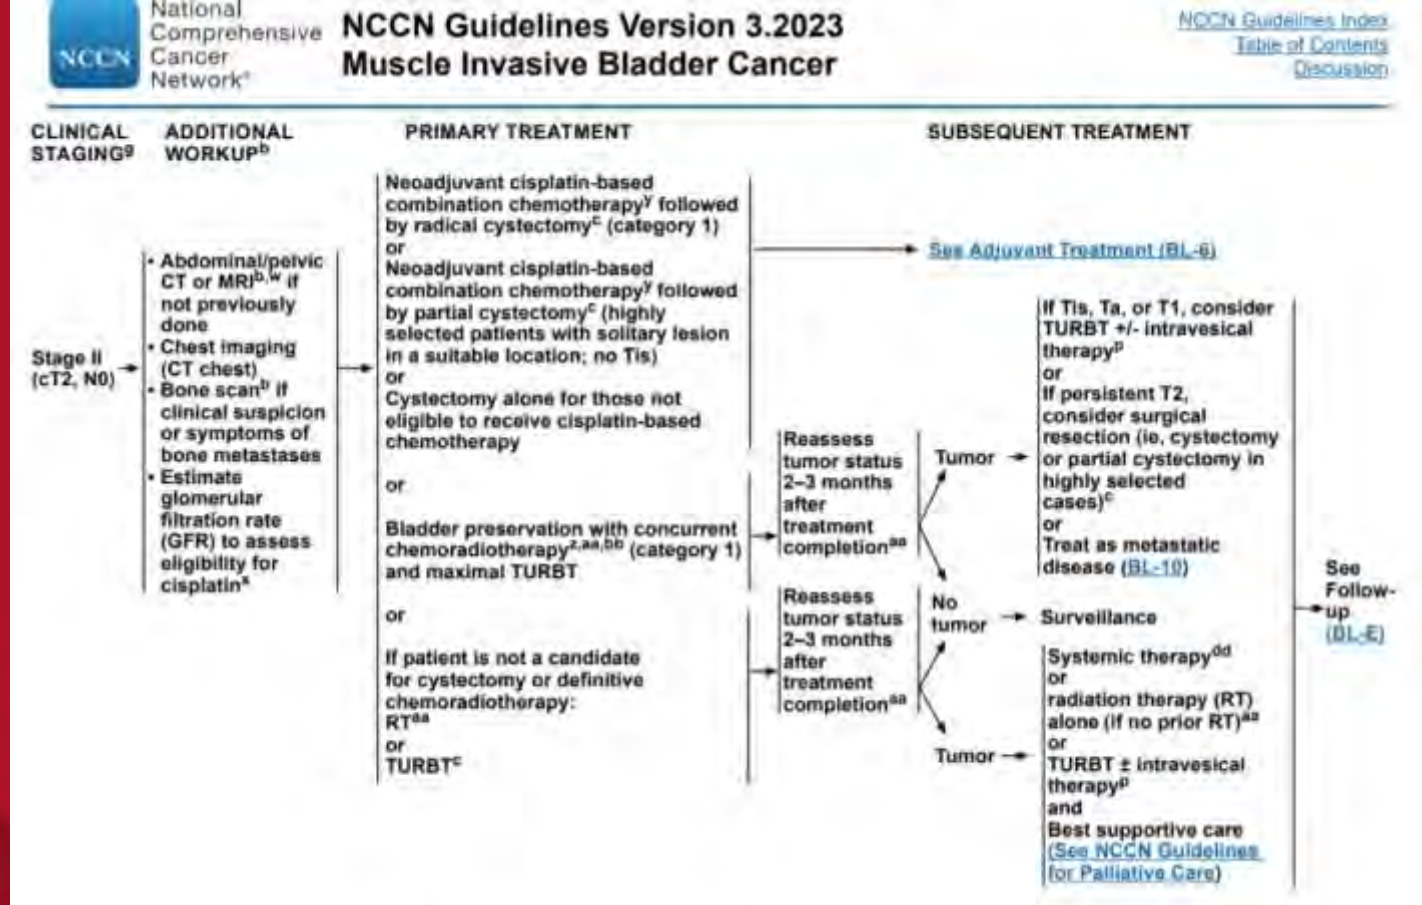 National
Comprehensive
Cancer
Network®
NCCN
NCCN Guidelines Version 3.2023
Muscle Invasive Bladder Cancer
NCCN Guidelines Index
Table of Contents
Discussion
CLINICAL
STAGINGg
ADDITIONAL
WORKUPb
PRIMARY TREATMENT
SUBSEQUENT TREATMENT
Stage II
(cT2, N0)
• Abdominal/pelvic
CT or MRIb,w if
not previously
done
• Chest imaging
(CT chest)
• Bone scanb if
clinical suspicion
or symptoms of
bone metastases
• Estimate
glomerular
filtration rate
(GFR) to assess
eligibility for
cisplatinx
Neoadjuvant cisplatin-based
combination chemotherapyy followed
by radical cystectomyc (category 1)
or
Neoadjuvant cisplatin-based
combination chemotherapyy followed
by partial cystectomyc (highly
selected patients with solitary lesion
in a suitable location; no Tis)
or
Cystectomy alone for those not
eligible to receive cisplatin-based
chemotherapy
or
Bladder preservation with concurrent
chemoradiotherapyz,aa,bb (category 1)
and maximal TURBT
or
If patient is not a candidate
for cystectomy or definitive
chemoradiotherapy:
RTaa
or
TURBTc
See Adjuvant Treatment (BL-6)
Reassess
tumor status
2–3 months
after
treatment
completionaa
Tumor
If Tis, Ta, or T1, consider
TURBT +/- intravesical
therapyp
or
If persistent T2,
consider surgical
resection (ie, cystectomy
or partial cystectomy in
highly selected
cases)c
or
Treat as metastatic
disease (BL-10)
Reassess
tumor status
2–3 months
after
treatment
completionaa
No
tumor
Surveillance
Tumor
Systemic therapydd
or
radiation therapy (RT)
alone (if no prior RT)aa
or
TURBT ± intravesical
therapyp
and
Best supportive care
(See NCCN Guidelines
for Palliative Care)
See
Follow-
up
(BL-E)